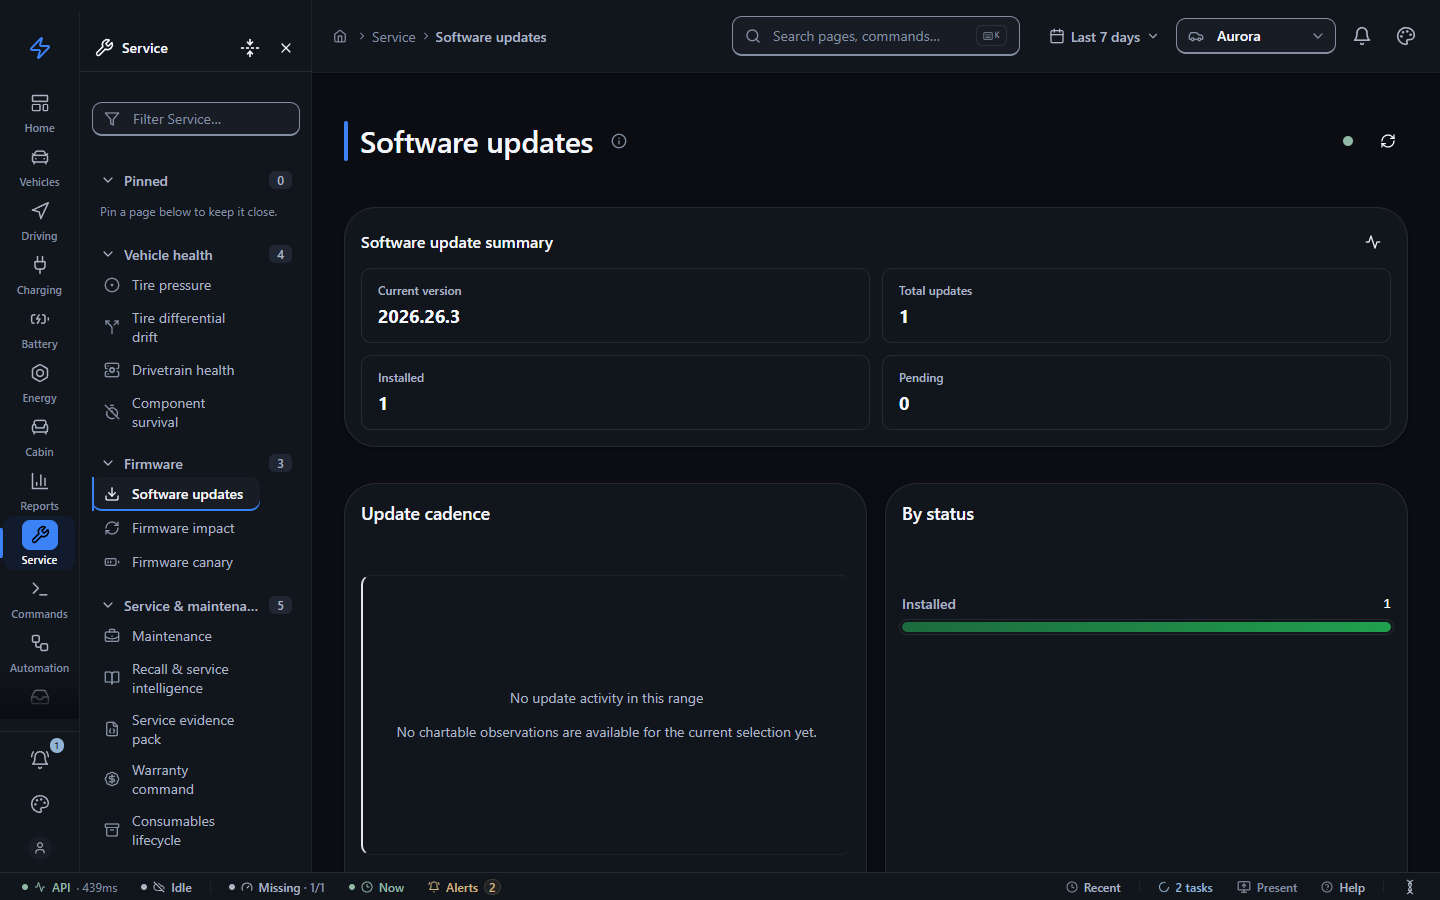 Home
Vehicles
Driving
Charging
Battery
Energy
Cabin
Reports
Service
Commands
Automation
1
Service
Filter Service...
Pinned 0
Pin a page below to keep it close.
Vehicle health 4
Tire pressure
Tire differential
drift
Drivetrain health
Component
survival
Firmware 3
Software updates
Firmware impact
Firmware canary
Service & maintena... 5
Maintenance
Recall & service
intelligence
Service evidence
pack
Warranty
command
Consumables
lifecycle
Service Software updates
Search pages, commands... K
Last 7 days
Aurora
Software updates
Software update summary
Current version
2026.26.3
Total updates
1
Installed
1
Pending
0
Update cadence
No update activity in this range
No chartable observations are available for the current selection yet.
By status
Installed 1
API · 439ms Idle Missing · 1/1 Now Alerts 2 Recent 2 tasks Present Help